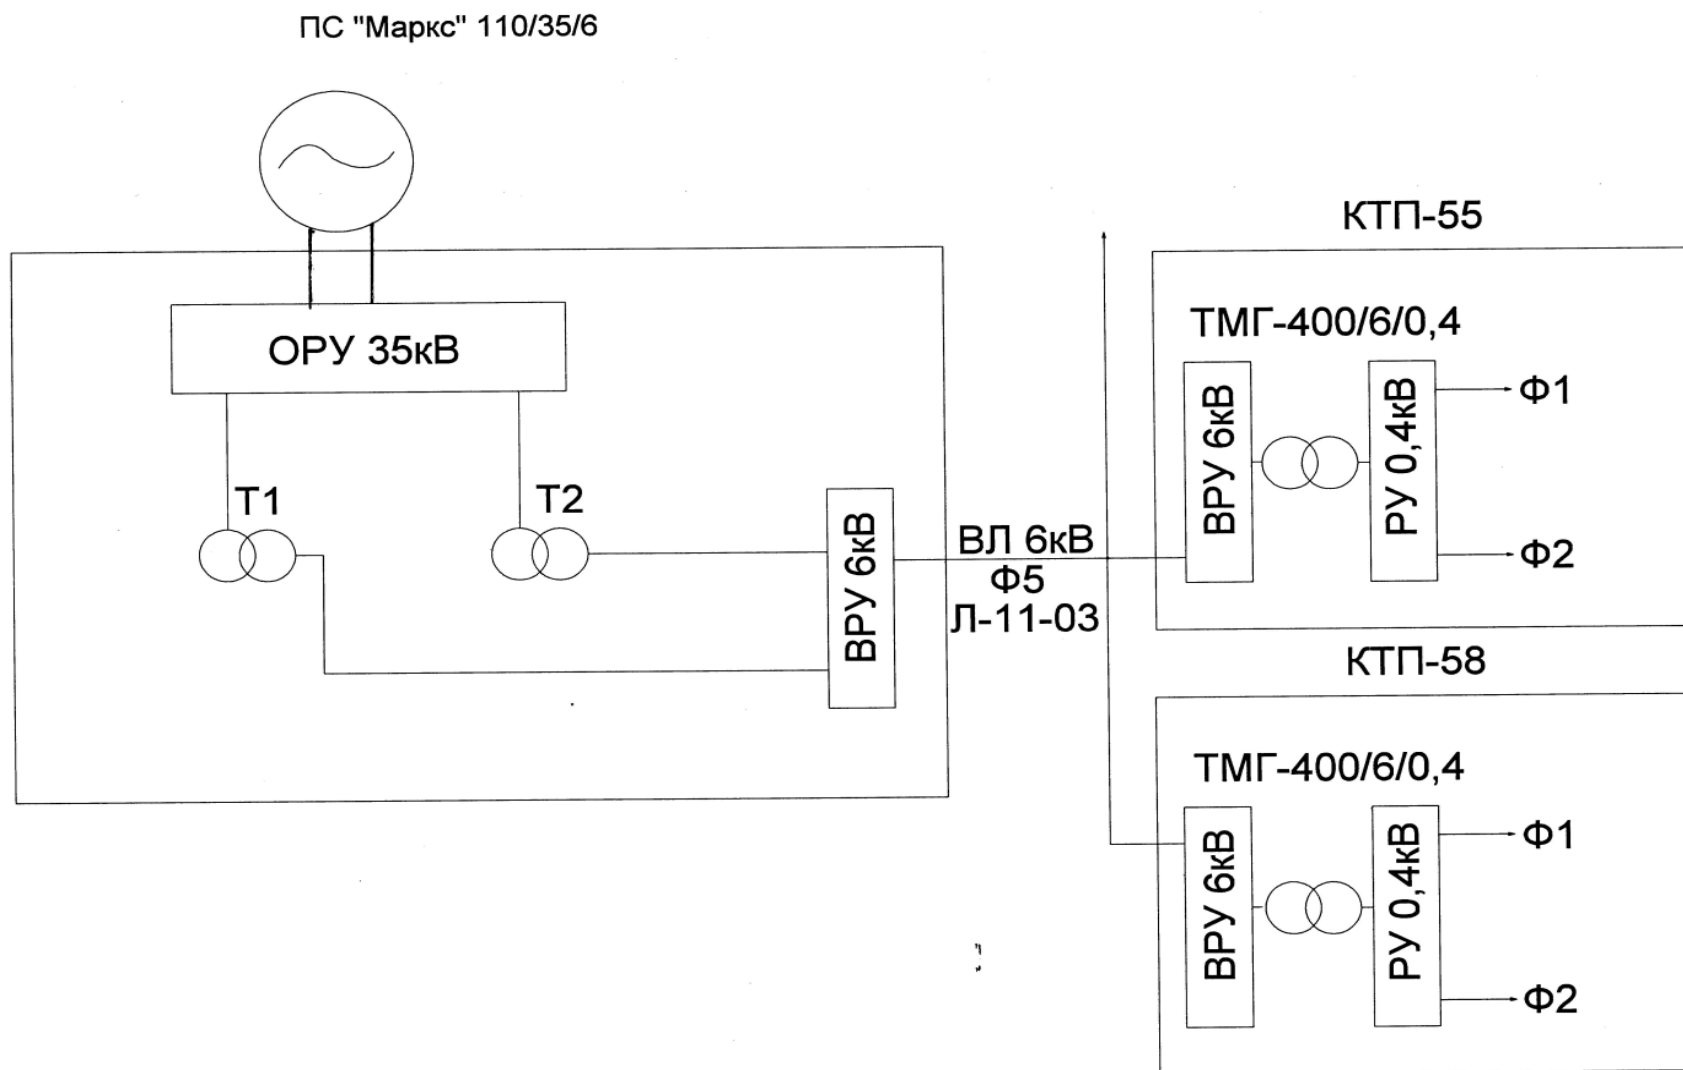 ПС "Маркс" 110/35/6
ОРУ 35кВ
Т1
Т2
ВРУ 6кВ
ВЛ 6кВ
Ф5
Л-11-03
КТП-55
ТМГ-400/6/0,4
ВРУ 6кВ
РУ 0,4кВ
Ф1
Ф2
КТП-58
ТМГ-400/6/0,4
ВРУ 6кВ
РУ 0,4кВ
Ф1
Ф2